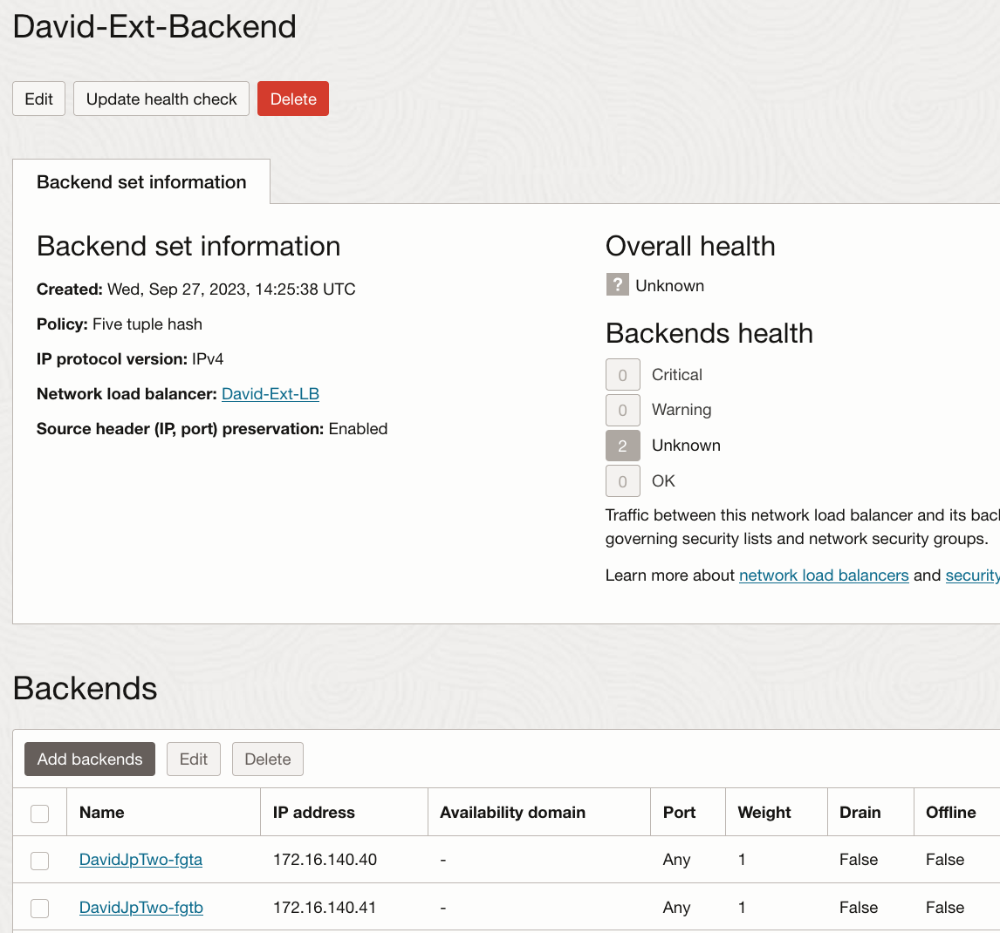 David-Ext-Backend
Edit Update health check Delete
Backend set information
Backend set information
Created: Wed, Sep 27, 2023, 14:25:38 UTC
Policy: Five tuple hash
IP protocol version: IPv4
Network load balancer: David-Ext-LB
Source header (IP, port) preservation: Enabled
Overall health
? Unknown
Backends health
0 Critical
0 Warning
2 Unknown
0 OK
Traffic between this network load balancer and its bac
governing security lists and network security groups.
Learn more about network load balancers and security
Backends
Add backends Edit Delete
Name IP address Availability domain Port Weight Drain Offline
DavidJpTwo-fgta 172.16.140.40 - Any 1 False False
DavidJpTwo-fgtb 172.16.140.41 - Any 1 False False